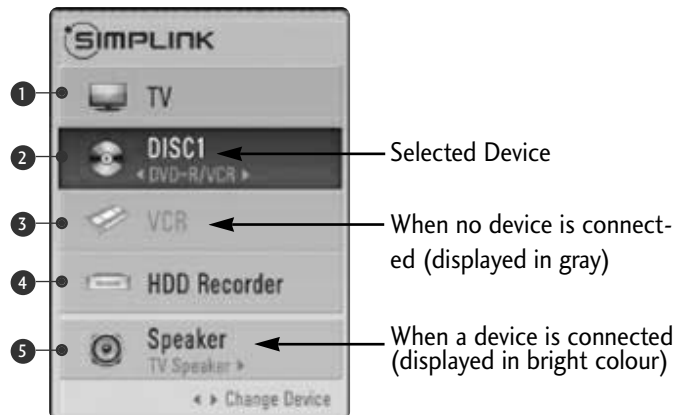 SIMPLINK
1 TV
2 DISC1 Selected Device
◄ DVD-R/VCR ►
3 VCR When no device is connect-
ed (displayed in gray)
4 HDD Recorder
5 Speaker When a device is connected
TV Speaker ► (displayed in bright colour)
◄ ► Change Device